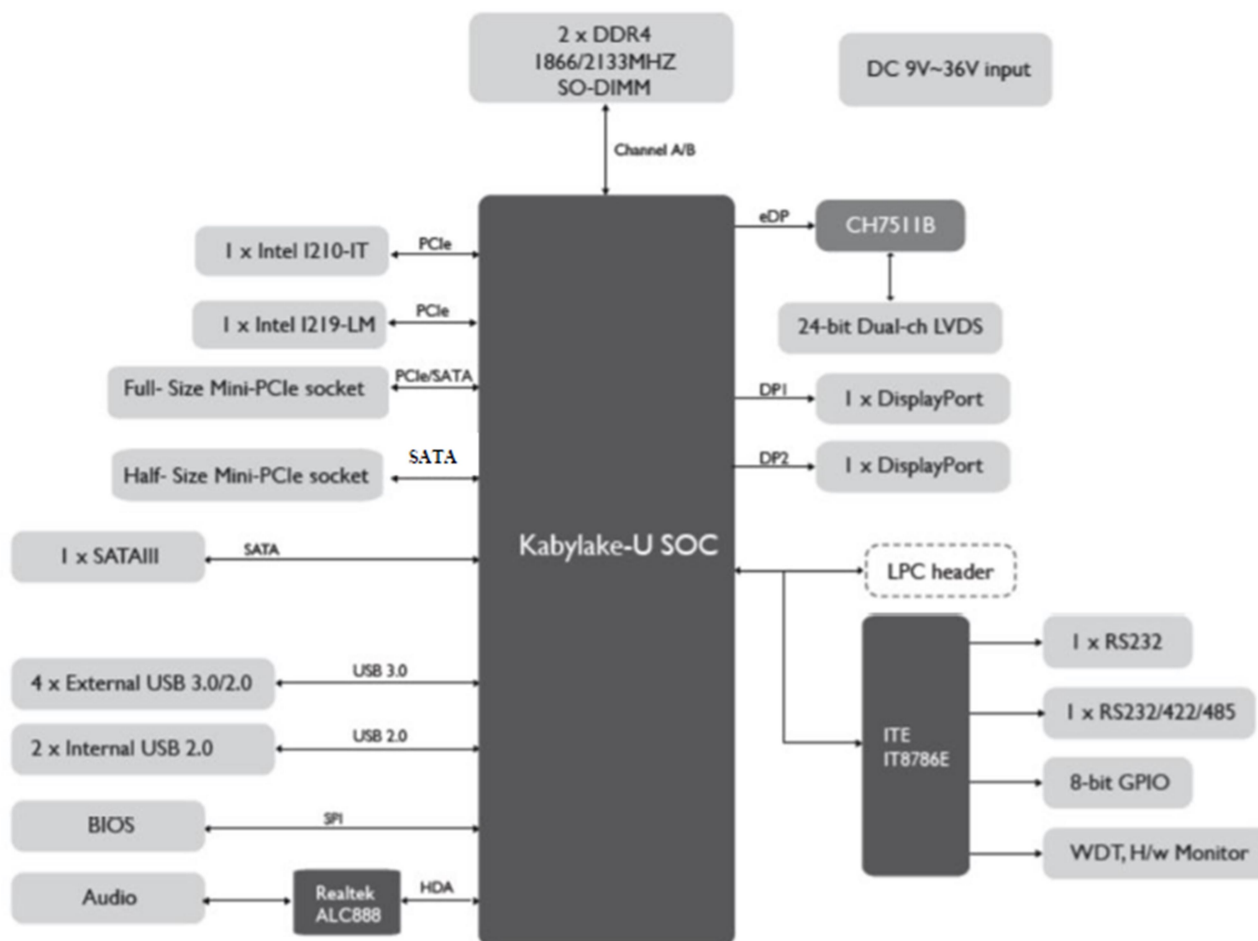 2 x DDR4
1866/2133MHZ
SO-DIMM
DC 9V~36V input
Channel A/B
1 x Intel I210-IT
PCIe
1 x Intel I219-LM
PCIe
Full- Size Mini-PCIe socket
PCIe/SATA
Half- Size Mini-PCIe socket
SATA
1 x SATAIII
SATA
4 x External USB 3.0/2.0
USB 3.0
2 x Internal USB 2.0
USB 2.0
BIOS
SPI
Audio
Realtek
ALC888
HDA
Kabylake-U SOC
eDP
CH7511B
24-bit Dual-ch LVDS
DP1
1 x DisplayPort
DP2
1 x DisplayPort
LPC header
ITE
IT8786E
1 x RS232
1 x RS232/422/485
8-bit GPIO
WDT, H/w Monitor